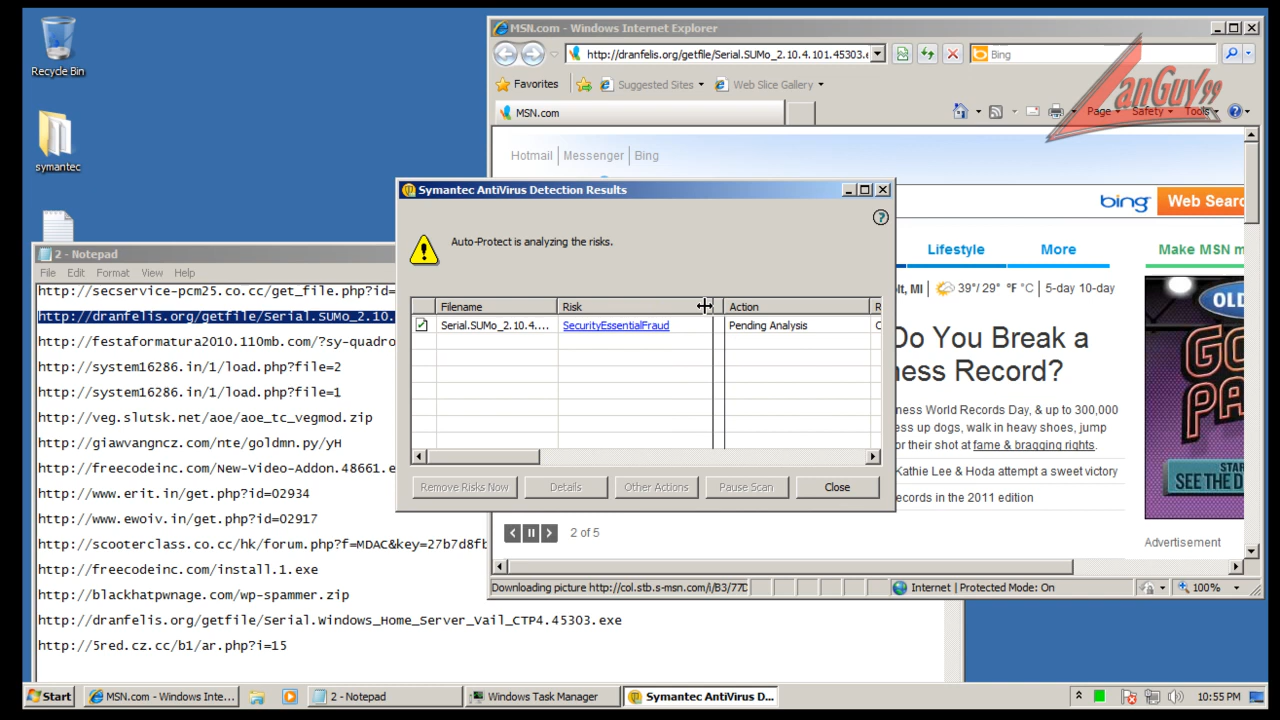 Recycle Bin
symantec
MSN.com - Windows Internet Explorer
http://dranfelis.org/getfile/Serial.SUMo_2.10.4.101.45303.e
Bing
Favorites
Suggested Sites
Web Slice Gallery
MSN.com
Page
Safety
Tools
anGuy99
Hotmail
Messenger
Bing
bing
Web Searc
Lifestyle
More
Make MSN m
lt, MI
39°/ 29°
°F °C
5-day 10-day
Do You Break a
ness Record?
ness World Records Day, & up to 300,000
ess up dogs, walk in heavy shoes, jump
for their shot at fame & bragging rights.
Kathie Lee & Hoda attempt a sweet victory
ecords in the 2011 edition
2 of 5
OLD
STAR
SEE THE D
Advertisement
Downloading picture http://col.stb.s-msn.com/i/B3/77D
Internet | Protected Mode: On
100%
Symantec AntiVirus Detection Results
Auto-Protect is analyzing the risks.
Filename
Risk
Action
R
Serial.SUMo_2.10.4....
SecurityEssentialFraud
Pending Analysis
Remove Risks Now
Details
Other Actions
Pause Scan
Close
2 - Notepad
File
Edit
Format
View
Help
http://secservice-pcm25.co.cc/get_file.php?id=
http://dranfelis.org/getfile/Serial.SUMo_2.10.
http://festaformatura2010.110mb.com/?sy-quadro
http://system16286.in/1/load.php?file=2
http://system16286.in/1/load.php?file=1
http://veg.slutsk.net/aoe/aoe_tc_vegmod.zip
http://giawvangncz.com/nte/goldmn.py/yH
http://freecodeinc.com/New-Video-Addon.48661.e
http://www.erit.in/get.php?id=02934
http://www.ewoiv.in/get.php?id=02917
http://scooterclass.co.cc/hk/forum.php?f=MDAC&key=27b7d8fb
http://freecodeinc.com/install.1.exe
http://blackhatpwnage.com/wp-spammer.zip
http://dranfelis.org/getfile/Serial.Windows_Home_Server_Vail_CTP4.45303.exe
http://5red.cz.cc/b1/ar.php?i=15
Start
MSN.com - Windows Inte...
2 - Notepad
Windows Task Manager
Symantec AntiVirus D...
10:55 PM